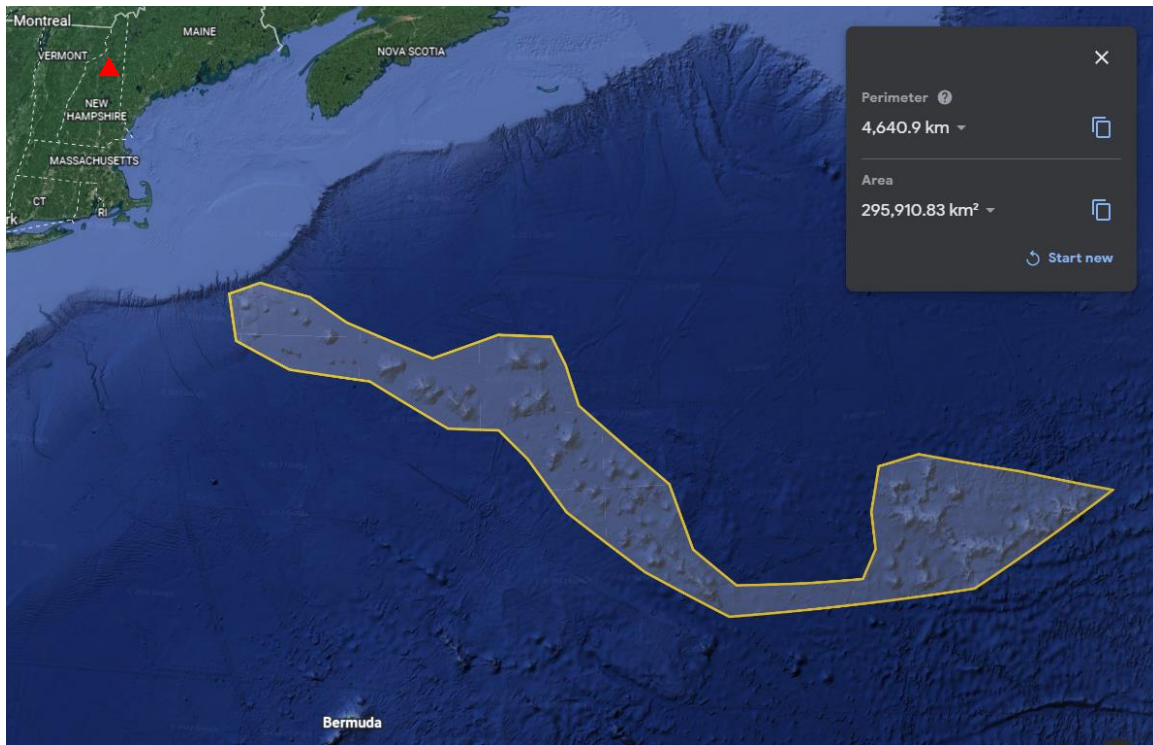 Montreal
MAINE
VERMONT
NOVA SCOTIA
NEW
HAMPSHIRE
MASSACHUSETTS
CT
RI
rk
Perimeter
4,640.9 km
Area
295,910.83 km²
Start new
Bermuda